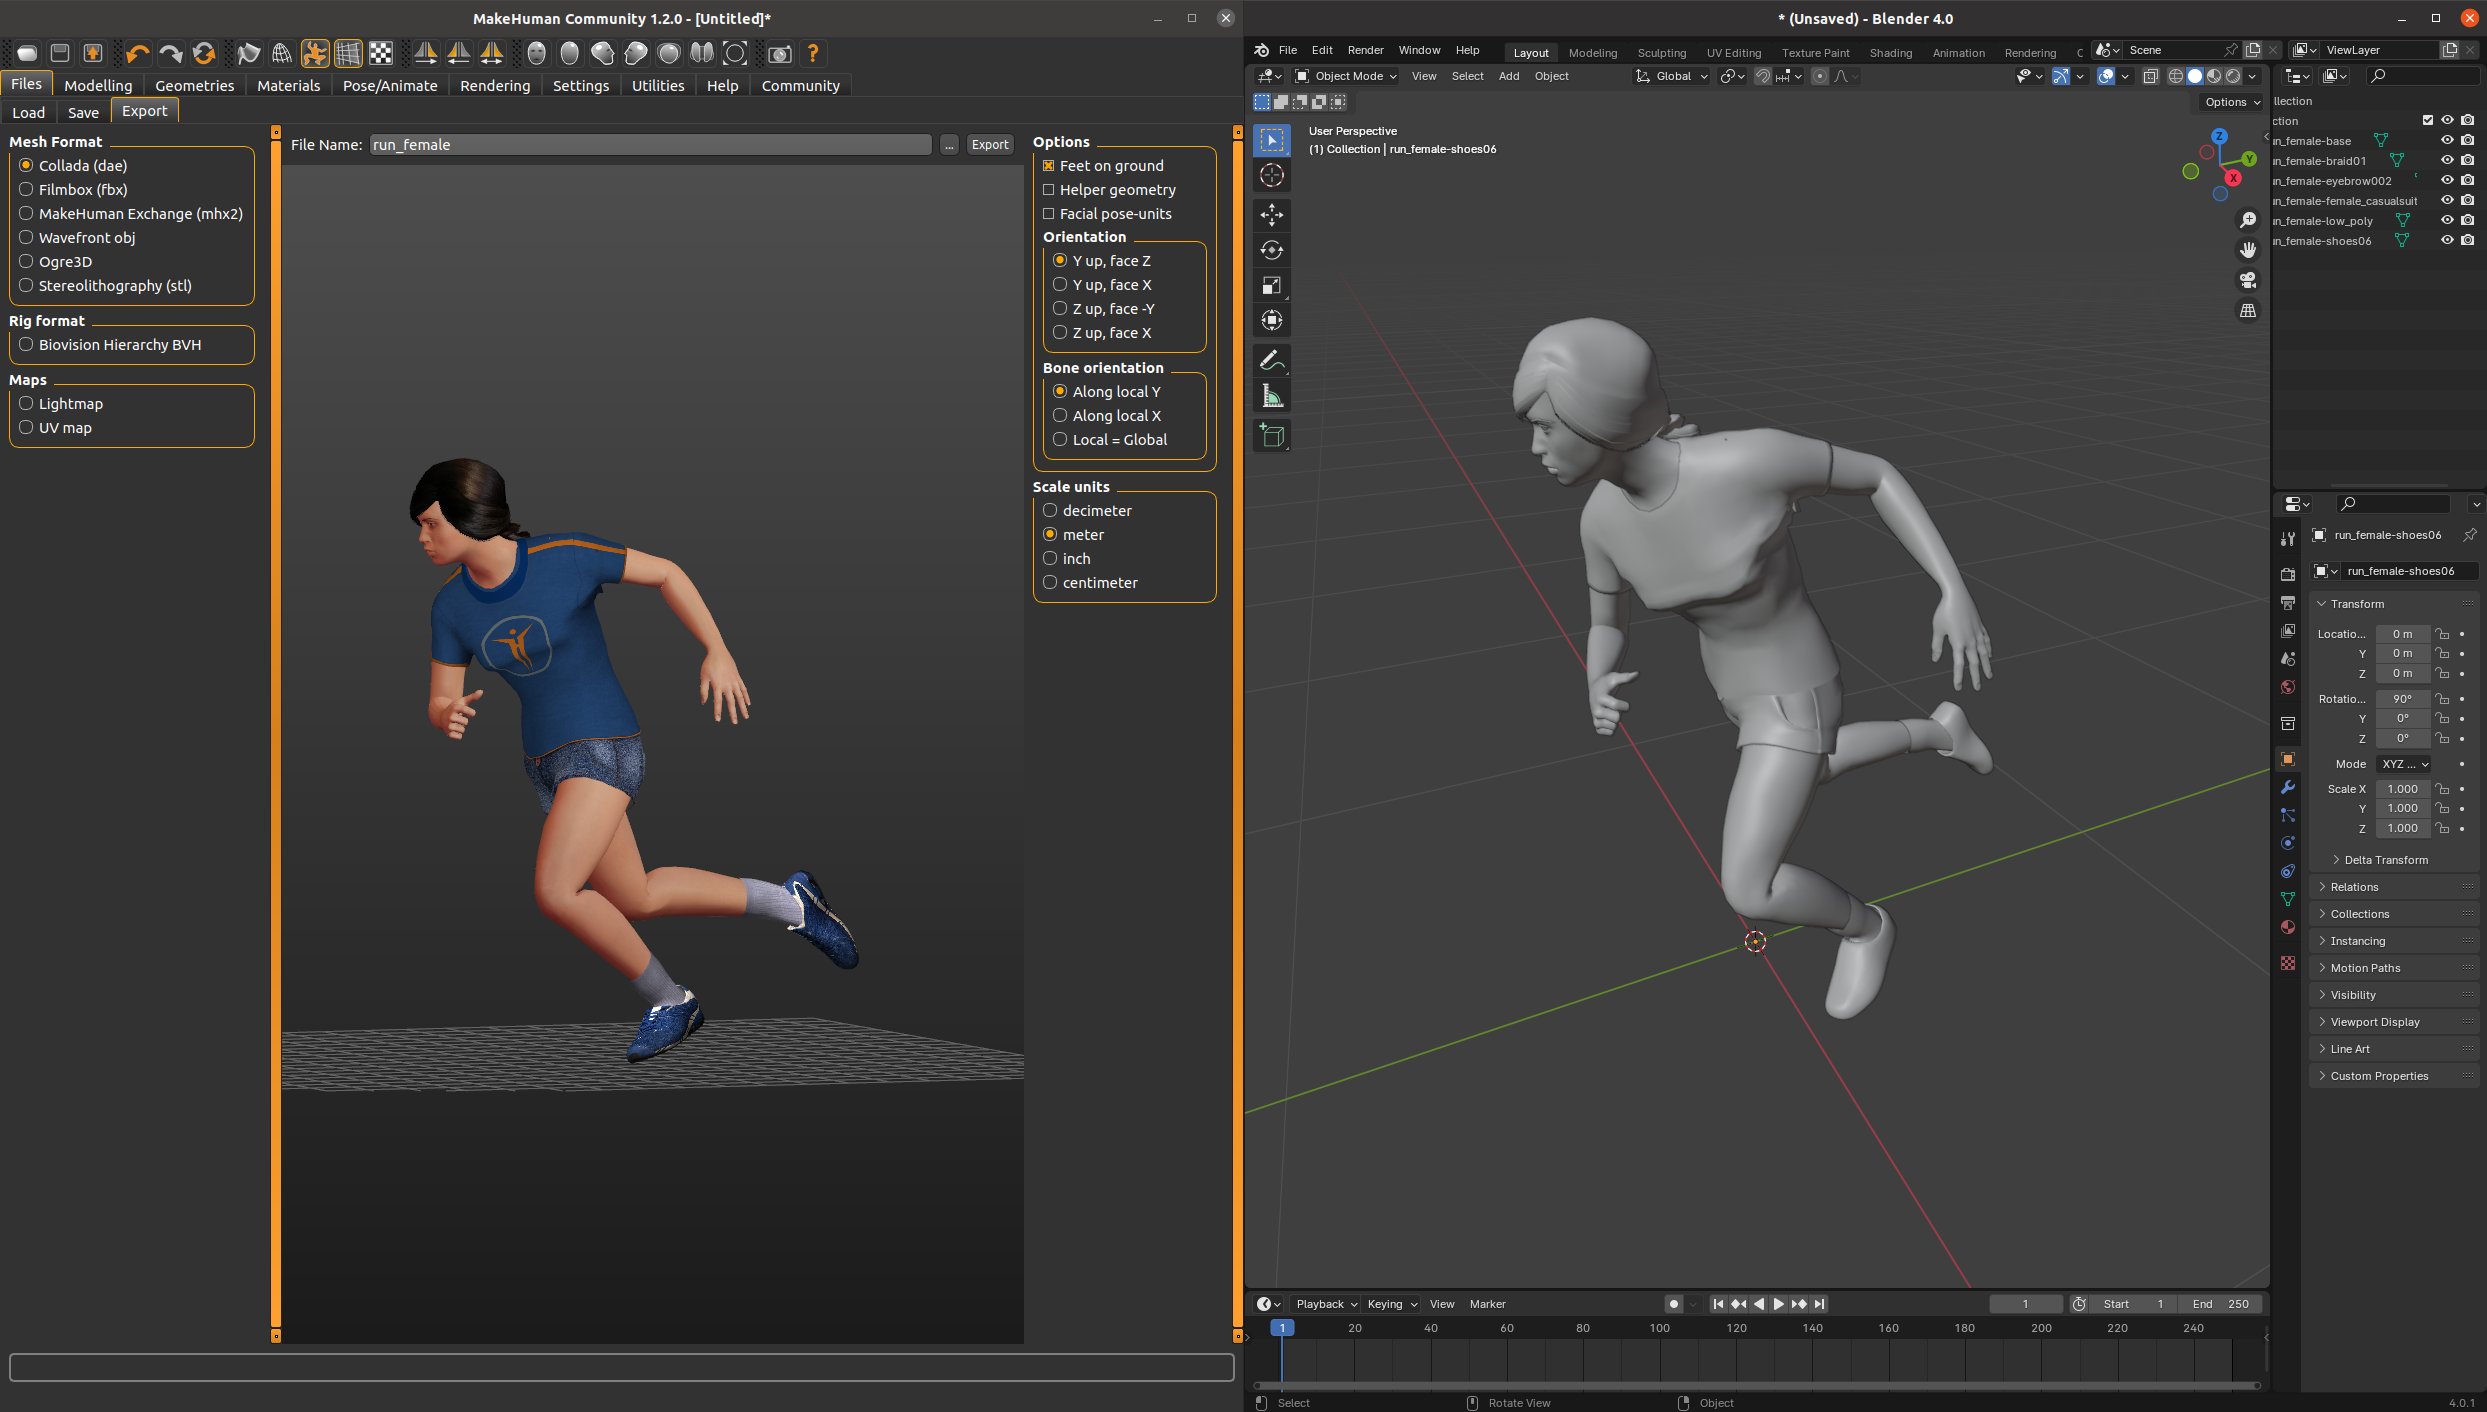 MakeHuman Community 1.2.0 - [Untitled]*
Files
Modelling
Geometries
Materials
Pose/Animate
Rendering
Settings
Utilities
Help
Community
Load
Save
Export
Mesh Format
Collada (dae)
Filmbox (fbx)
MakeHuman Exchange (mhx2)
Wavefront obj
Ogre3D
Stereolithography (stl)
Rig format
Biovision Hierarchy BVH
Maps
Lightmap
UV map
File Name:
run_female
...
Export
Options
Feet on ground
Helper geometry
Facial pose-units
Orientation
Y up, face Z
Y up, face X
Z up, face -Y
Z up, face X
Bone orientation
Along local Y
Along local X
Local = Global
Scale units
decimeter
meter
inch
centimeter
* (Unsaved) - Blender 4.0
File
Edit
Render
Window
Help
Layout
Modeling
Sculpting
UV Editing
Texture Paint
Shading
Animation
Rendering
C
Scene
ViewLayer
Object Mode
View
Select
Add
Object
Global
Options
User Perspective
(1) Collection | run_female-shoes06
Z
Y
X
llection
ction
un_female-base
un_female-braid01
un_female-eyebrow002
un_female-female_casualsuit
un_female-low_poly
un_female-shoes06
run_female-shoes06
run_female-shoes06
Transform
Locatio... 0 m
Y 0 m
Z 0 m
Rotatio... 90°
Y 0°
Z 0°
Mode XYZ ...
Scale X 1.000
Y 1.000
Z 1.000
Delta Transform
Relations
Collections
Instancing
Motion Paths
Visibility
Viewport Display
Line Art
Custom Properties
Playback
Keying
View
Marker
1
Start 1
End 250
1 20 40 60 80 100 120 140 160 180 200 220 240
Select
Rotate View
Object
4.0.1